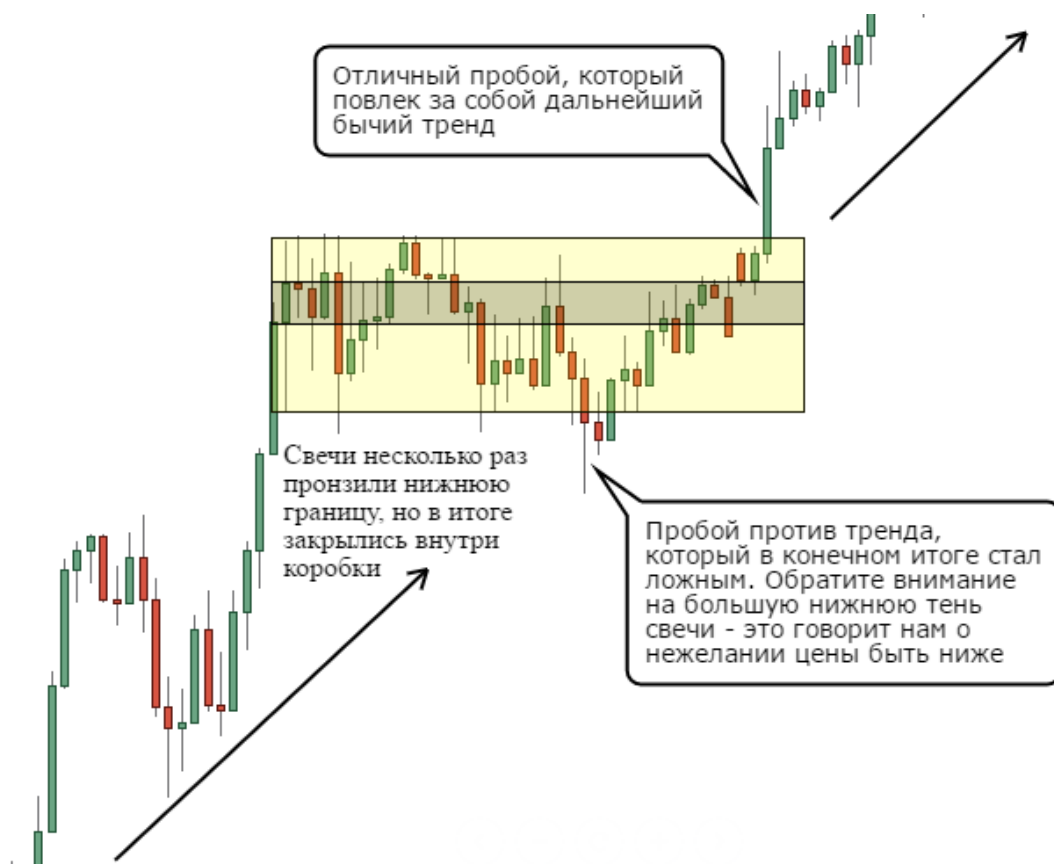 Отличный пробой, который
повлек за собой дальнейший
бычий тренд
Свечи несколько раз
пронзили нижнюю
границу, но в итоге
закрылись внутри
коробки
Пробой против тренда,
который в конечном итоге стал
ложным. Обратите внимание
на большую нижнюю тень
свечи - это говорит нам о
нежелании цены быть ниже